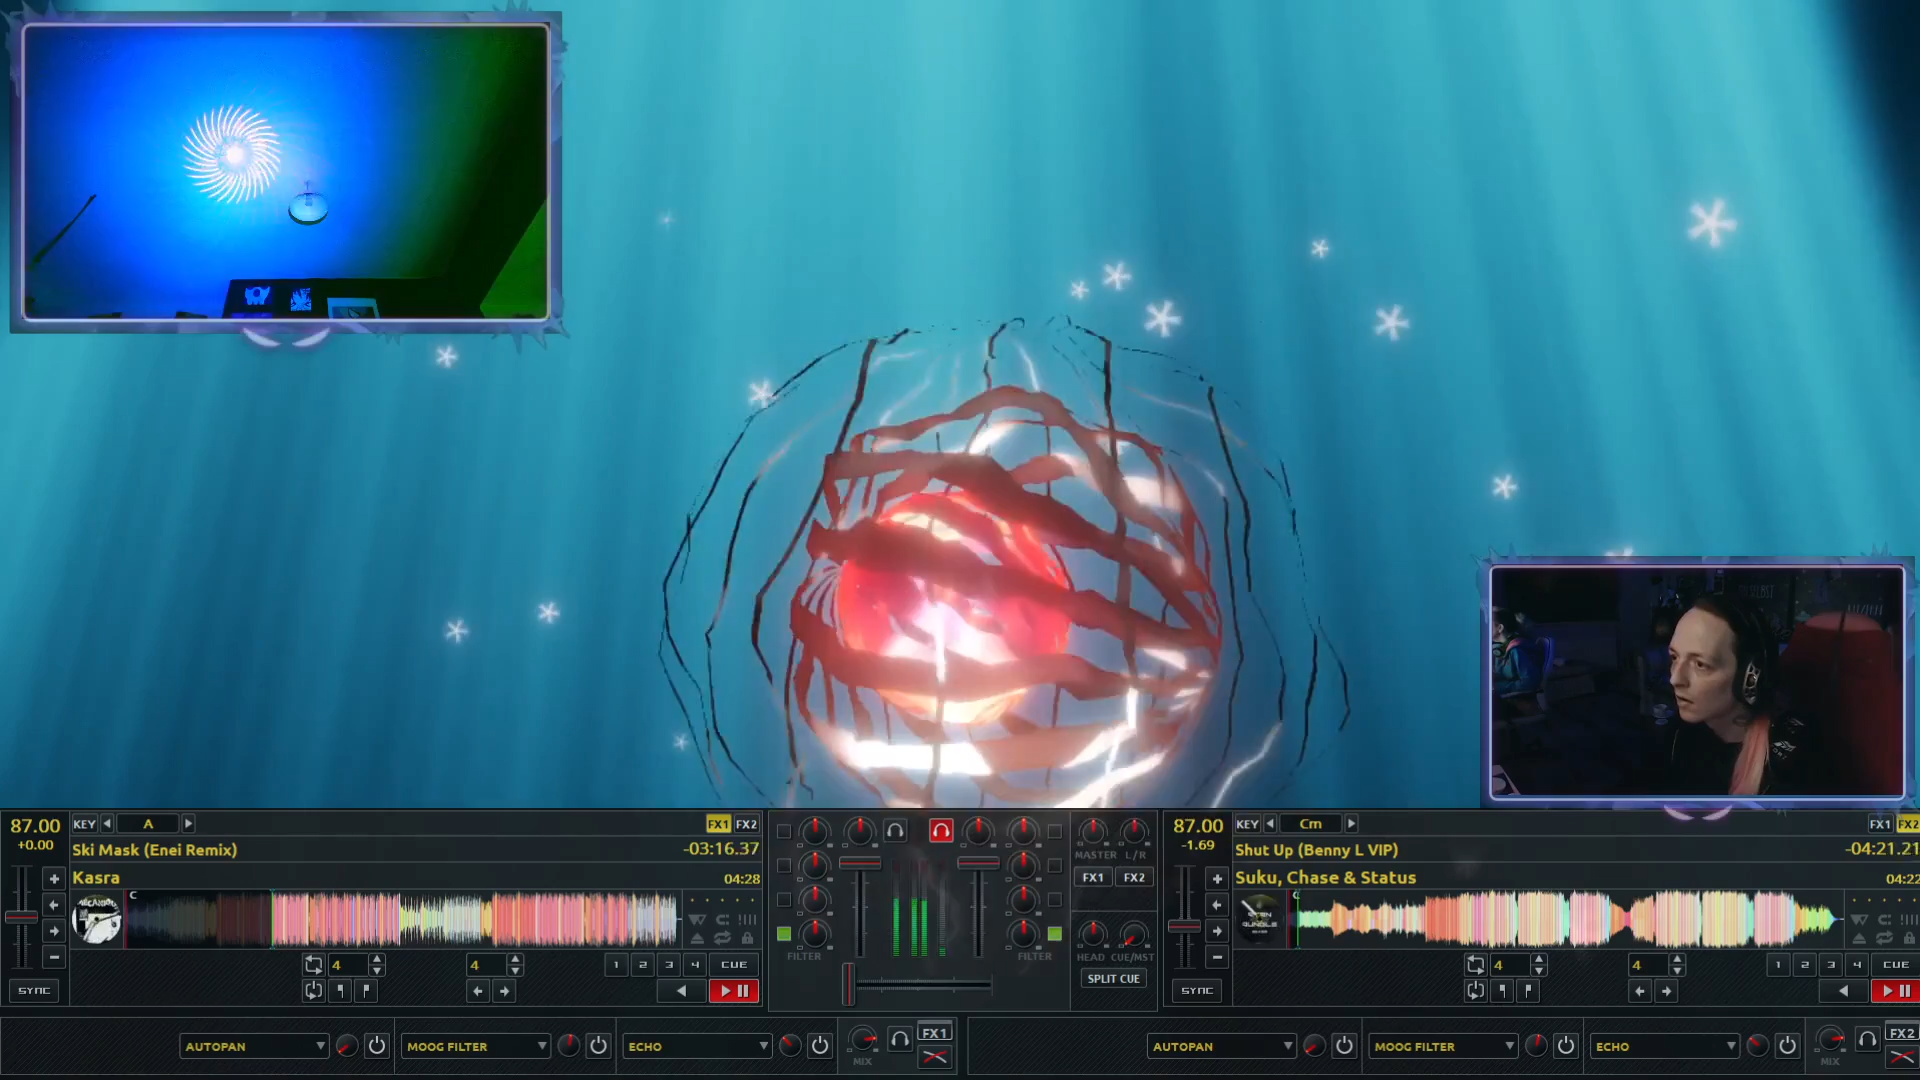 87.00
+0.00
KEY
A
FX1 FX2
Ski Mask (Enei Remix)
-03:16.37
Kasra
04:28
C
4
4
1 2 3 4 CUE
SYNC
FILTER
FILTER
MASTER L/R
FX1 FX2
HEAD CUE/MST
SPLIT CUE
87.00
-1.69
KEY
Cm
FX1 FX2
Shut Up (Benny L VIP)
-04:21.21
Suku, Chase & Status
04:22
C
4
4
1 2 3 4 CUE
SYNC
AUTOPAN
MOOG FILTER
ECHO
MIX
FX1
AUTOPAN
MOOG FILTER
ECHO
MIX
FX2